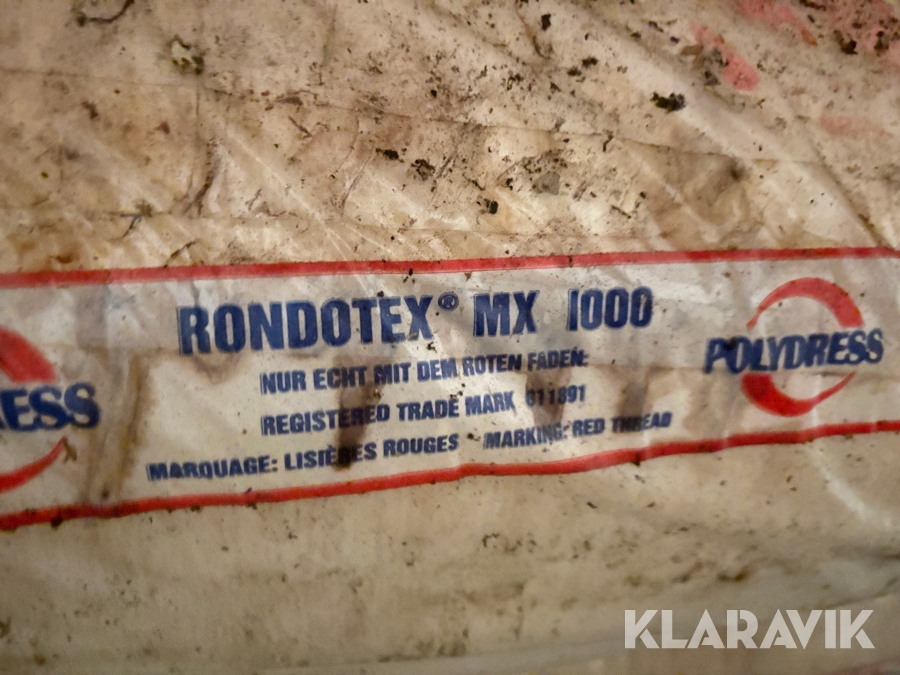 RONDOTEX® MX 1000
NUR ECHT MIT DEM ROTEN FADEN:
REGISTERED TRADE MARK 011891
MARQUAGE: LISIÈRES ROUGES MARKING: RED THREAD
POLYDRESS
ESS
KLARAVIK